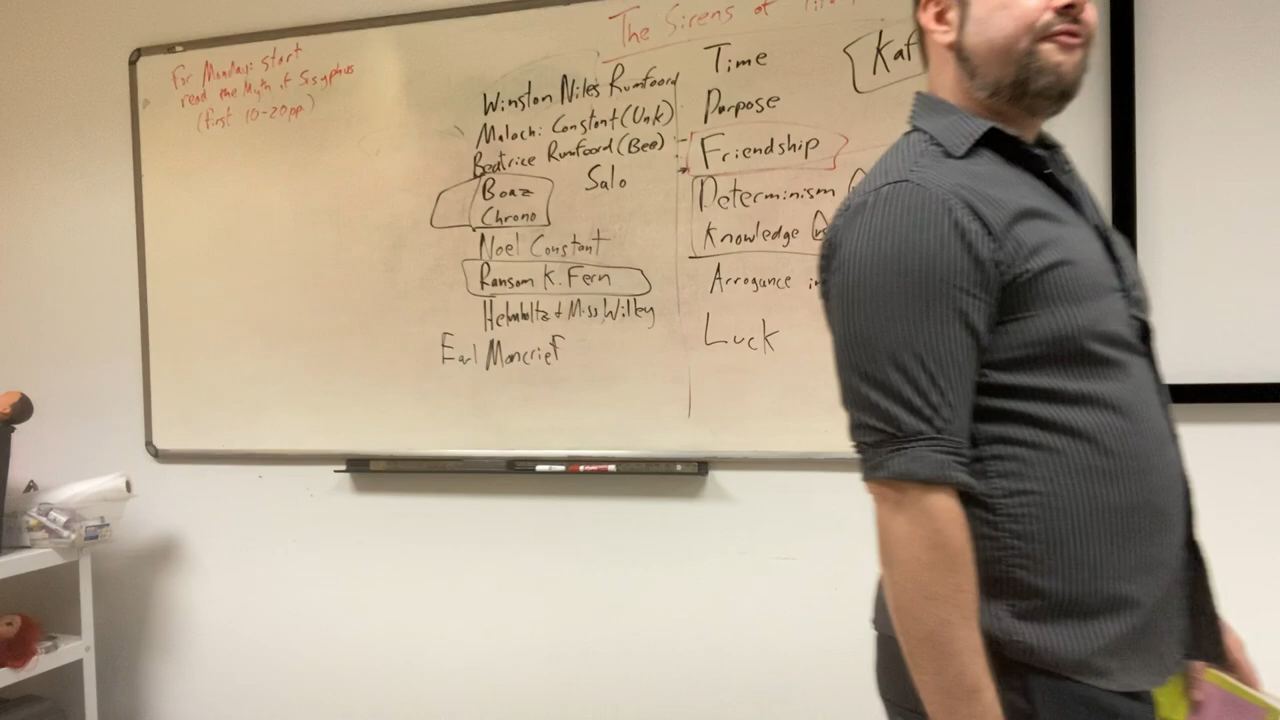 For Monday: start
read the Myth of Sisyphus
(first 10-20pp)
The Sirens of
Winston Niles Rumfoord
Malachi Constant (Unk)
Beatrice Rumfoord (Bee)
Boaz
Salo
Chrono
Noel Constant
Ransom K. Fern
Helmholtz + Miss Wiley
Earl Moncrief
Time
Purpose
Friendship
Determinism
Knowledge
Arrogance
Luck
Kaf